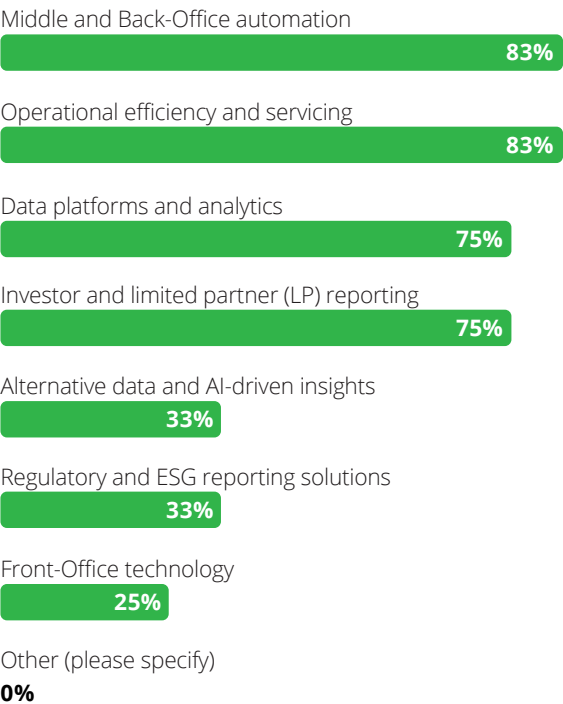 Middle and Back-Office automation
83%
Operational efficiency and servicing
83%
Data platforms and analytics
75%
Investor and limited partner (LP) reporting
75%
Alternative data and AI-driven insights
33%
Regulatory and ESG reporting solutions
33%
Front-Office technology
25%
Other (please specify)
0%